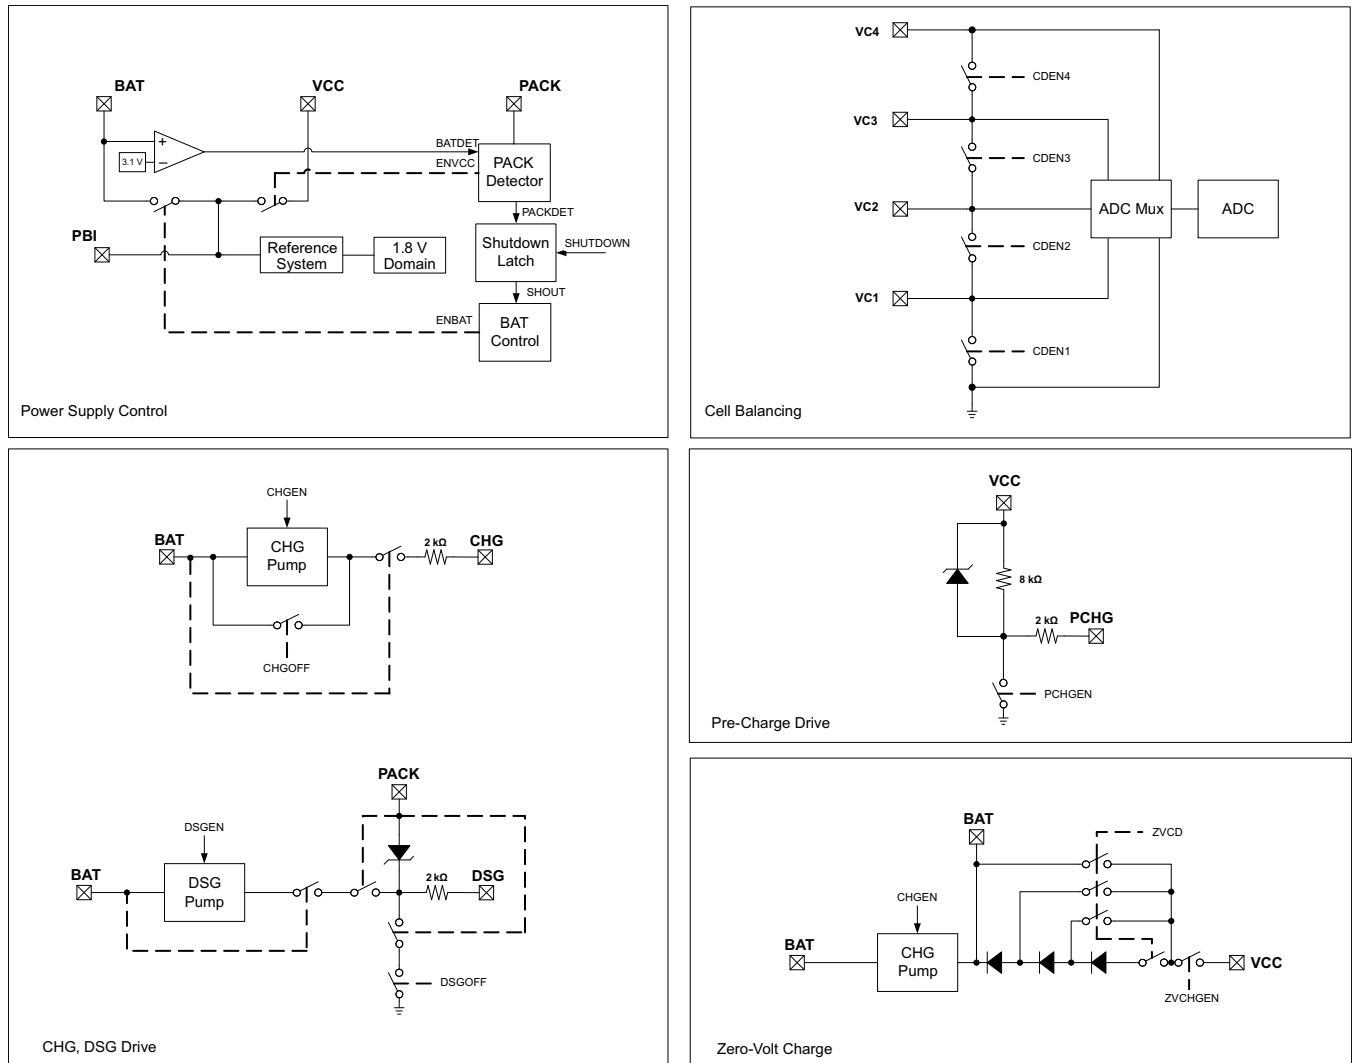 BAT
VCC
PACK
3.1 V
+
−
BATDET
ENVCC
PACK
Detector
PACKDET
PBI
Reference
System
1.8 V
Domain
Shutdown
Latch
SHUTDOWN
SHOUT
ENBAT
BAT
Control
Power Supply Control
VC4
CDEN4
VC3
CDEN3
VC2
ADC Mux
ADC
CDEN2
VC1
CDEN1
Cell Balancing
CHGEN
BAT
CHG
Pump
2 kΩ
CHG
CHGOFF
PACK
DSGEN
BAT
DSG
Pump
2 kΩ
DSG
DSGOFF
CHG, DSG Drive
VCC
8 kΩ
2 kΩ
PCHG
PCHGEN
Pre-Charge Drive
BAT
ZVCD
CHGEN
BAT
CHG
Pump
VCC
ZVCHGEN
Zero-Volt Charge